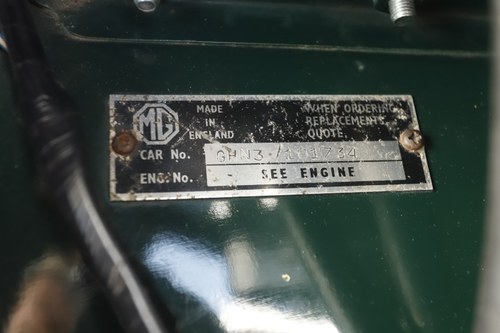 MG
MADE IN ENGLAND
WHEN ORDERING REPLACEMENTS QUOTE.
CAR No.
ENG. No. SEE ENGINE